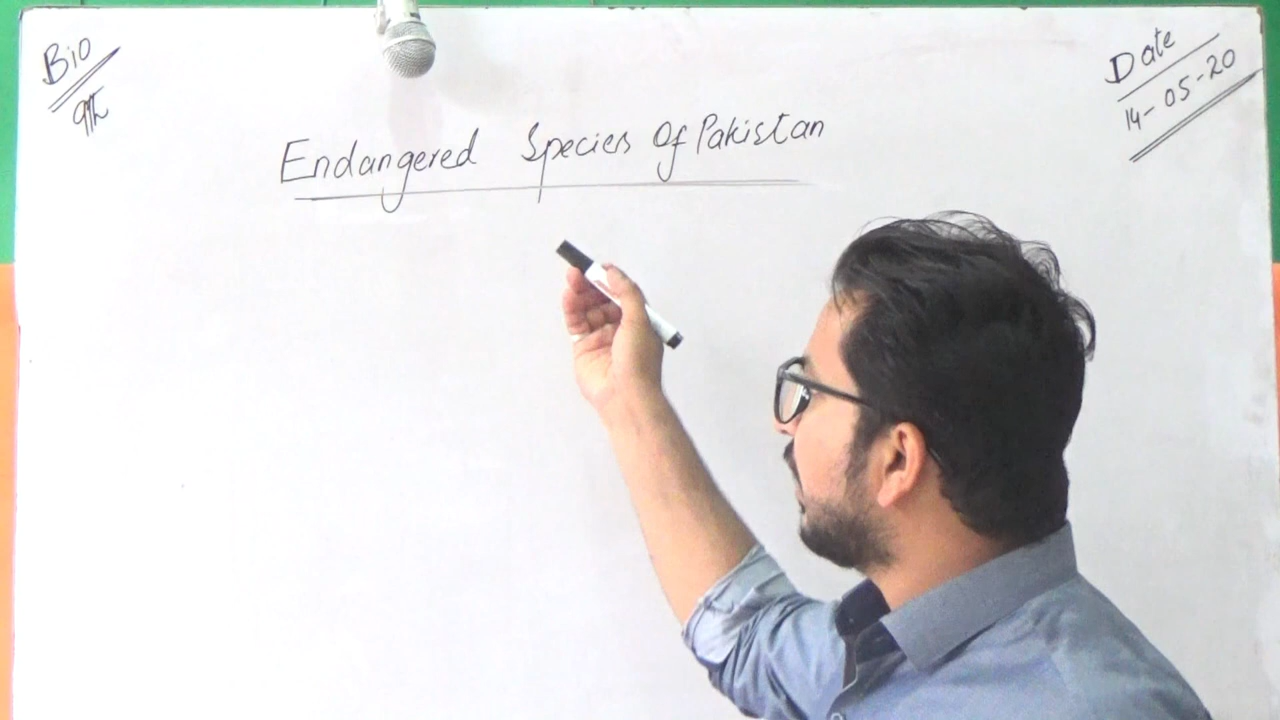 Bio
9th
Date
14-05-20
Endangered Species Of Pakistan